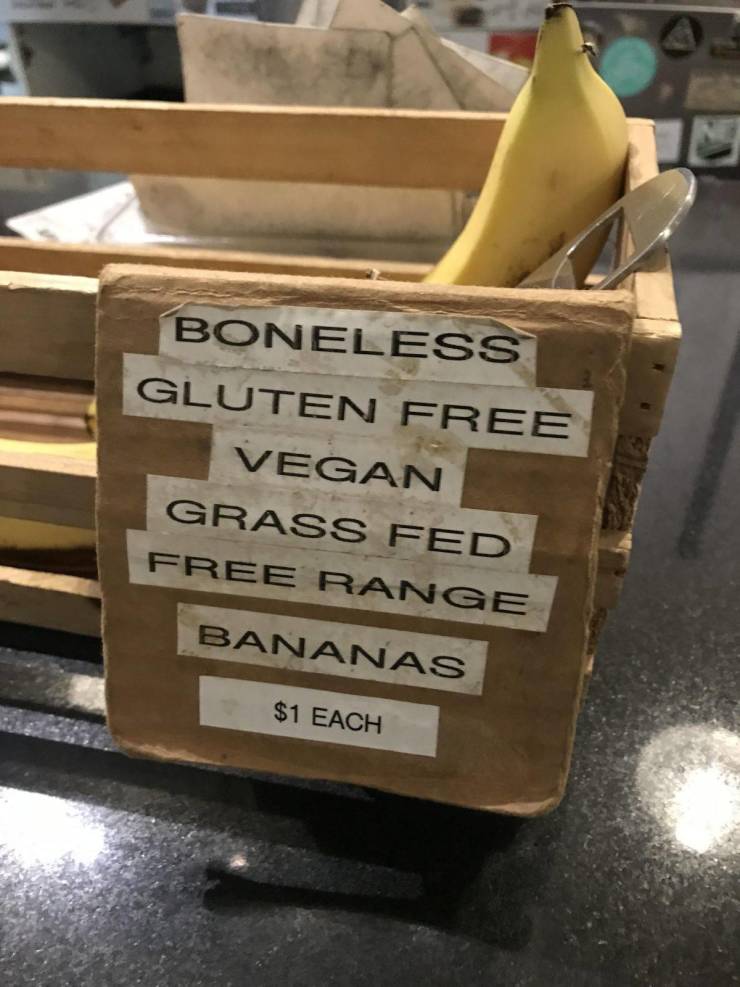 BONELESS
GLUTEN FREE
VEGAN
GRASS FED
FREE RANGE
BANANAS
$1 EACH